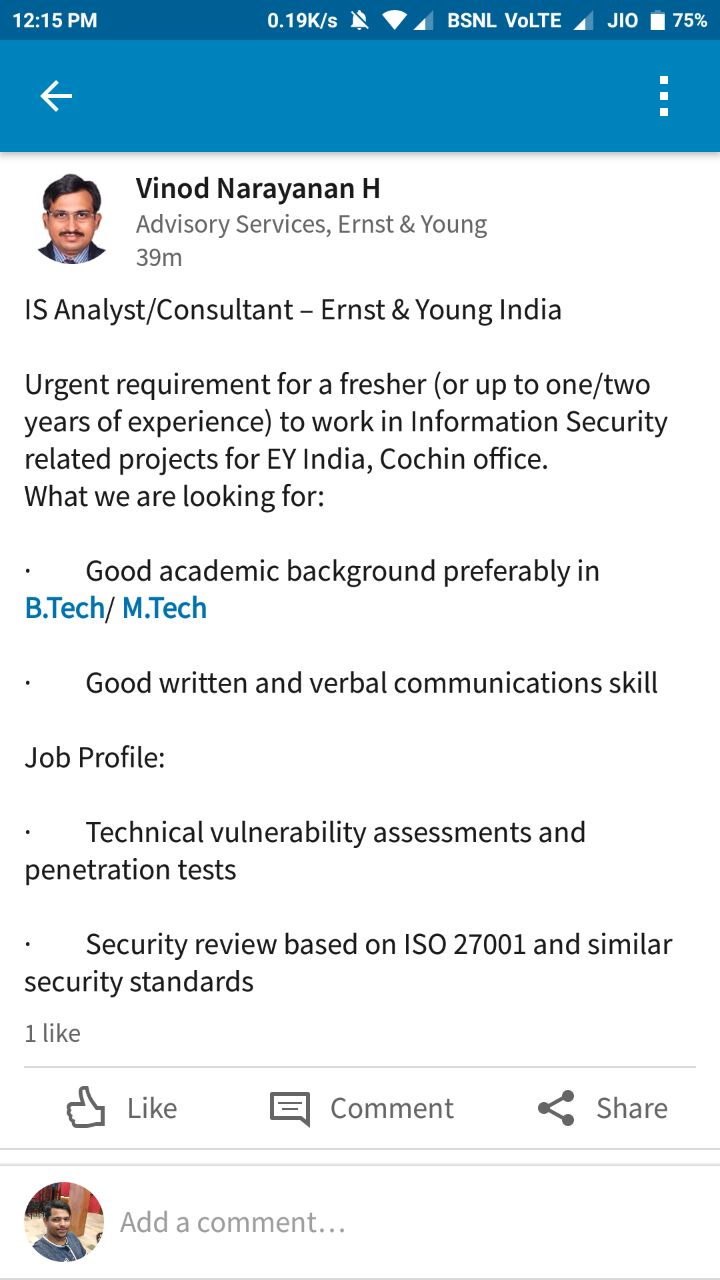 12:15 PM 0.19K/s BSNL VoLTE JIO 75%
Vinod Narayanan H
Advisory Services, Ernst & Young
39m
IS Analyst/Consultant – Ernst & Young India
Urgent requirement for a fresher (or up to one/two
years of experience) to work in Information Security
related projects for EY India, Cochin office.
What we are looking for:
· Good academic background preferably in
B.Tech/ M.Tech
· Good written and verbal communications skill
Job Profile:
· Technical vulnerability assessments and
penetration tests
· Security review based on ISO 27001 and similar
security standards
1 like
Like Comment Share
Add a comment...